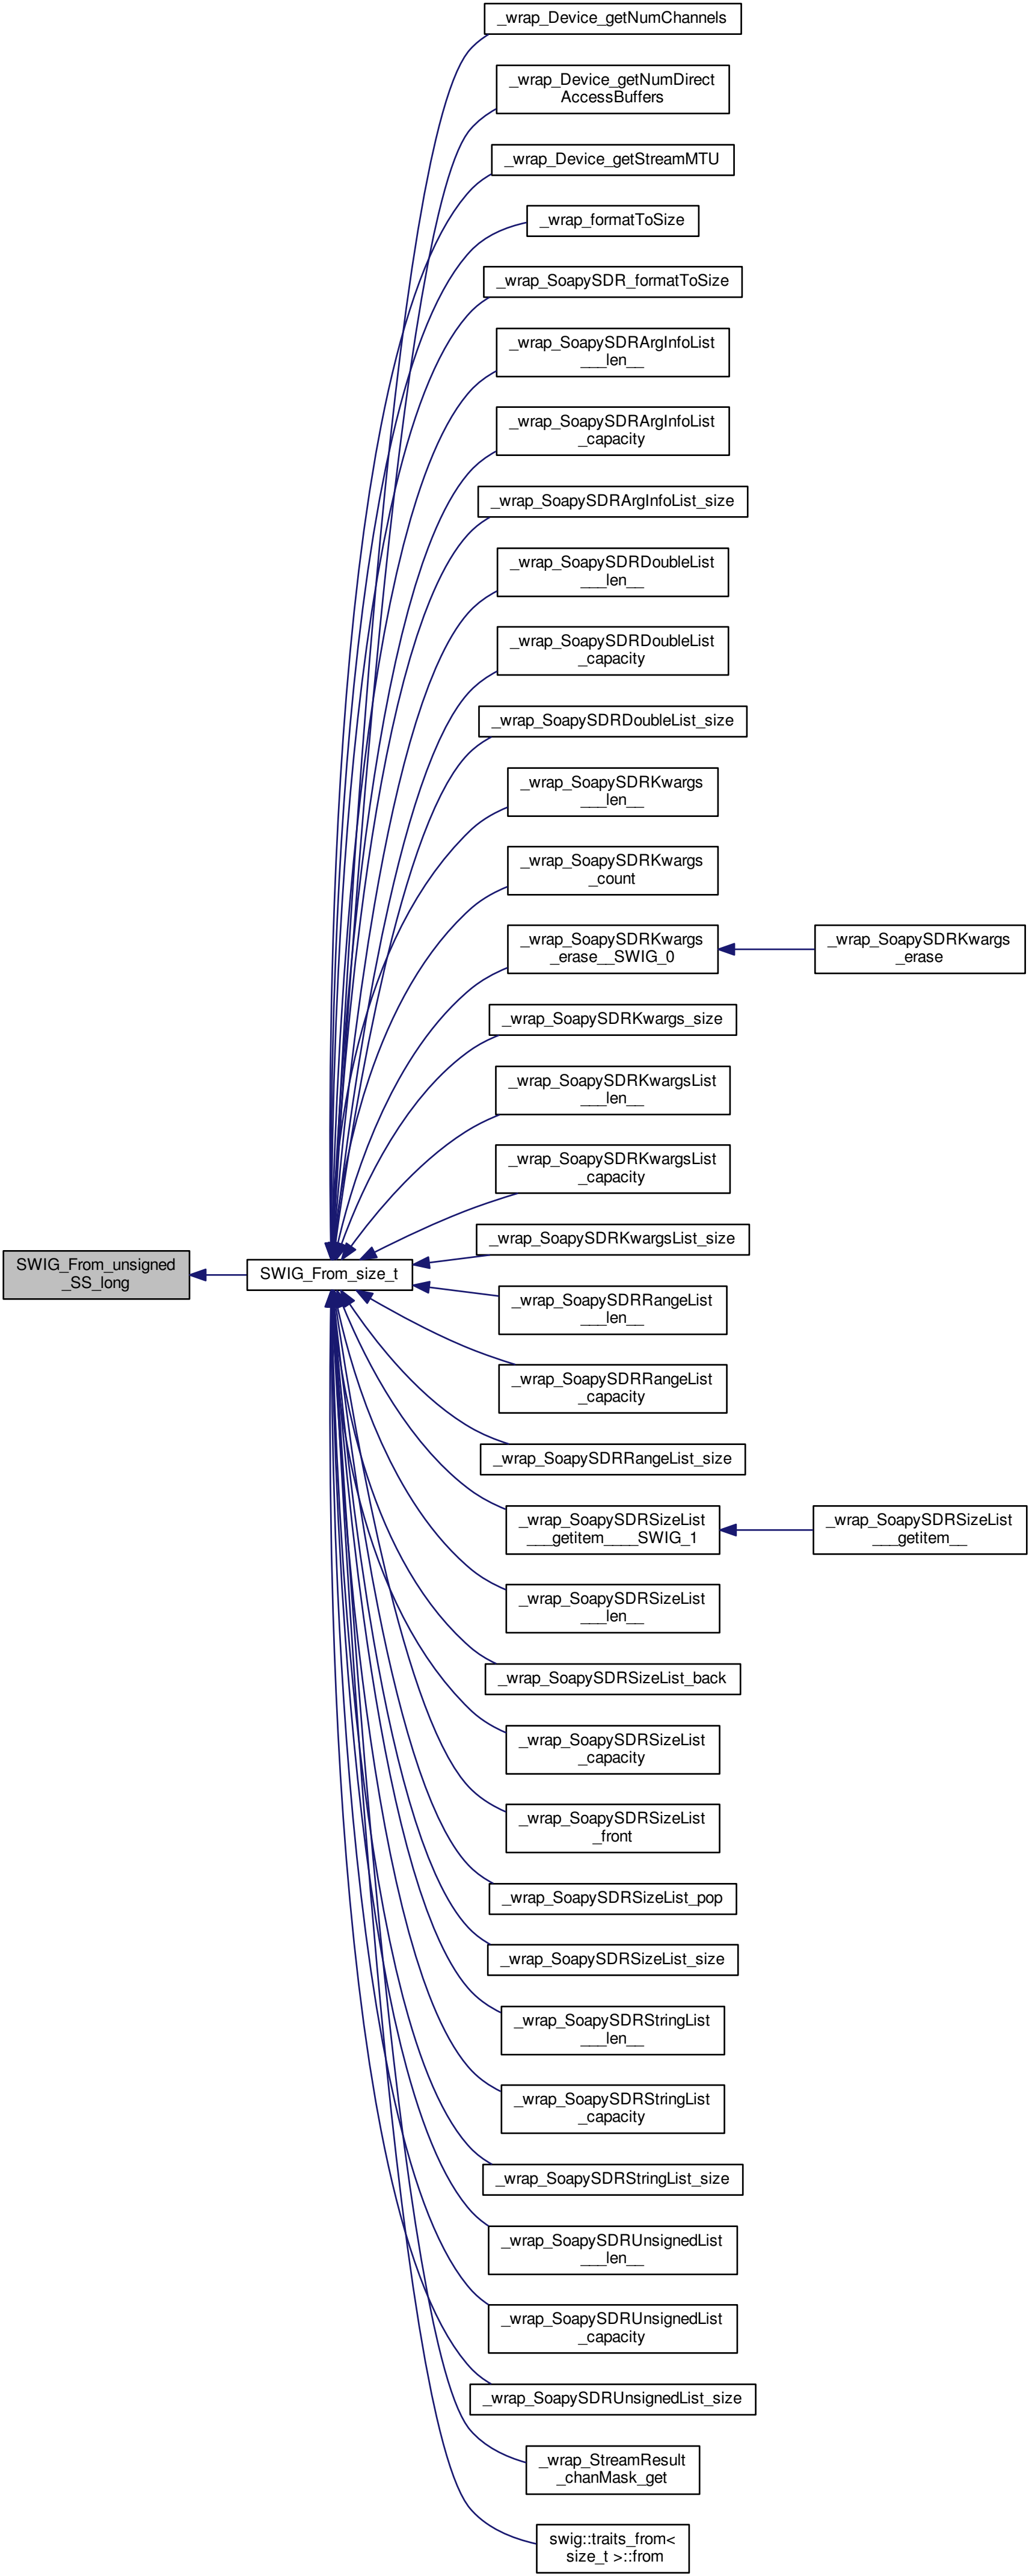 _wrap_Device_getNumChannels
_wrap_Device_getNumDirect
AccessBuffers
_wrap_Device_getStreamMTU
_wrap_formatToSize
_wrap_SoapySDR_formatToSize
_wrap_SoapySDRArgInfoList
___len__
_wrap_SoapySDRArgInfoList
_capacity
_wrap_SoapySDRArgInfoList_size
_wrap_SoapySDRDoubleList
___len__
_wrap_SoapySDRDoubleList
_capacity
_wrap_SoapySDRDoubleList_size
_wrap_SoapySDRKwargs
___len__
_wrap_SoapySDRKwargs
_count
_wrap_SoapySDRKwargs
_erase__SWIG_0
_wrap_SoapySDRKwargs
_erase
_wrap_SoapySDRKwargs_size
_wrap_SoapySDRKwargsList
___len__
_wrap_SoapySDRKwargsList
_capacity
_wrap_SoapySDRKwargsList_size
SWIG_From_unsigned
_SS_long
SWIG_From_size_t
_wrap_SoapySDRRangeList
___len__
_wrap_SoapySDRRangeList
_capacity
_wrap_SoapySDRRangeList_size
_wrap_SoapySDRSizeList
___getitem____SWIG_1
_wrap_SoapySDRSizeList
___getitem__
_wrap_SoapySDRSizeList
___len__
_wrap_SoapySDRSizeList_back
_wrap_SoapySDRSizeList
_capacity
_wrap_SoapySDRSizeList
_front
_wrap_SoapySDRSizeList_pop
_wrap_SoapySDRSizeList_size
_wrap_SoapySDRStringList
___len__
_wrap_SoapySDRStringList
_capacity
_wrap_SoapySDRStringList_size
_wrap_SoapySDRUnsignedList
___len__
_wrap_SoapySDRUnsignedList
_capacity
_wrap_SoapySDRUnsignedList_size
_wrap_StreamResult
_chanMask_get
swig::traits_from<
size_t >::from